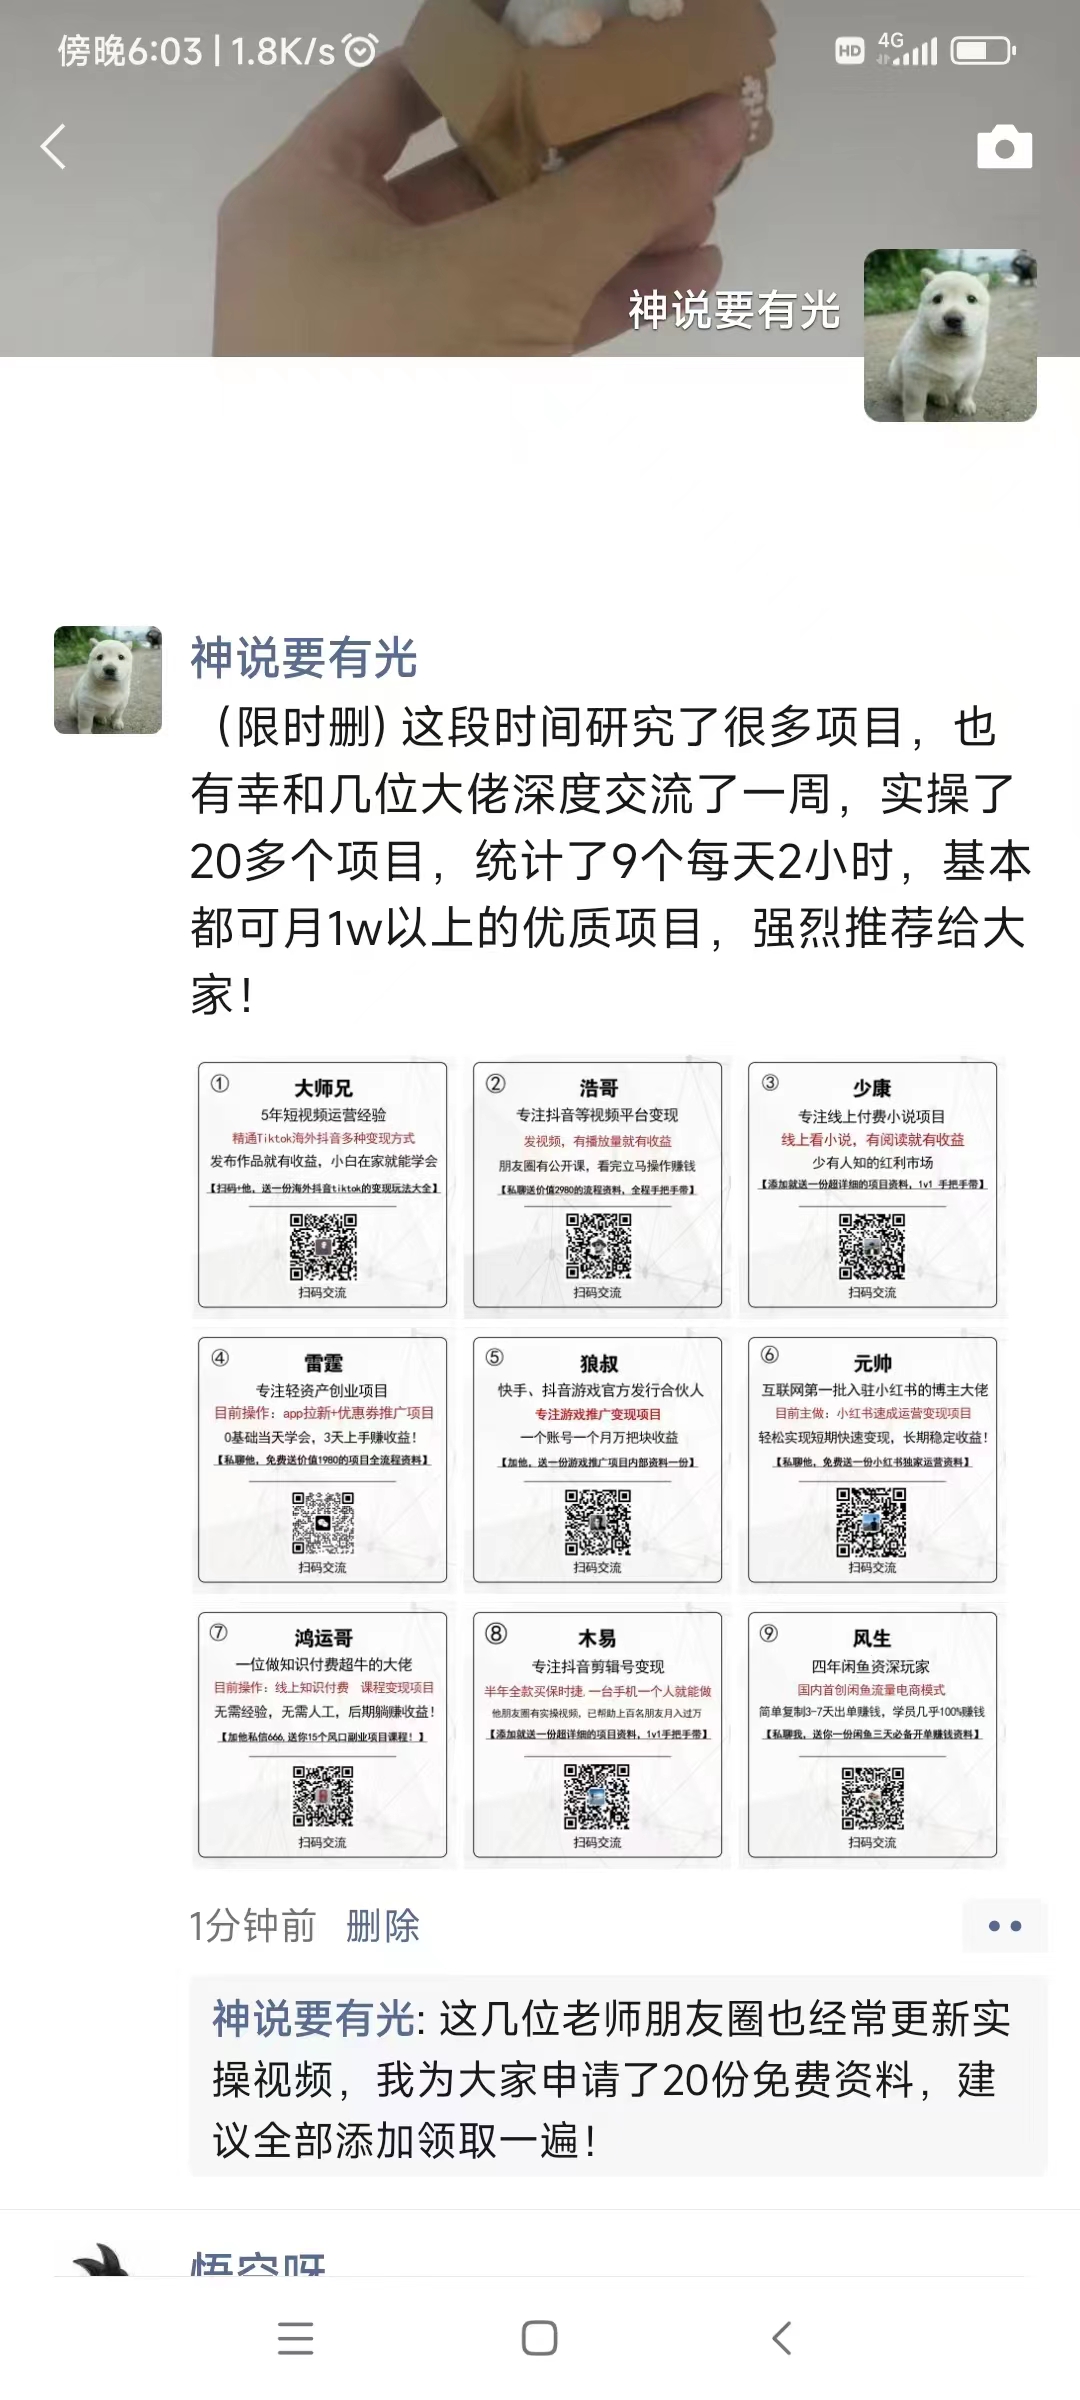 傍晚6:03 | 1.8K/s
HD 4G
神说要有光
神说要有光
（限时删）这段时间研究了很多项目，也
有幸和几位大佬深度交流了一周，实操了
20多个项目，统计了9个每天2小时，基本
都可月1w以上的优质项目，强烈推荐给大
家！
①
大师兄
5年短视频运营经验
精通Tiktok海外抖音多种变现方式
发布作品就有收益，小白在家就能学会
【扫码+他，送一份海外抖音tiktok的变现玩法大全】
扫码交流
②
浩哥
专注抖音等视频平台变现
发视频，有播放量就有收益
朋友圈有公开课，看完立马操作赚钱
【私聊送价值2980的流程资料，全程手把手带】
扫码交流
③
少康
专注线上付费小说项目
线上看小说，有阅读就有收益
少有人知的红利市场
【添加就送一份超详细的项目资料，1v1 手把手带】
扫码交流
④
雷霆
专注轻资产创业项目
目前操作：app拉新+优惠券推广项目
0基础当天学会，3天上手赚收益！
【私聊他，免费送价值1980的项目全流程资料】
扫码交流
⑤
狼叔
快手、抖音游戏官方发行合伙人
专注游戏推广变现项目
一个账号一个月万把块收益
【加他，送一份游戏推广项目内部资料一份】
扫码交流
⑥
元帅
互联网第一批入驻小红书的博主大佬
目前主做：小红书速成运营变现项目
轻松实现短期快速变现，长期稳定收益！
【私聊他，免费送一份小红书独家运营资料】
扫码交流
⑦
鸿运哥
一位做知识付费超牛的大佬
目前操作：线上知识付费 课程变现项目
无需经验，无需人工，后期躺赚收益！
【加他私信666，送你15个风口副业项目课程！】
扫码交流
⑧
木易
专注抖音剪辑号变现
半年全款买保时捷，一台手机一个人就能做
他朋友圈有实操视频，已帮助上百名朋友月入过万
【添加就送一份超详细的项目资料，1v1手把手带】
扫码交流
⑨
风生
四年闲鱼资深玩家
国内首创闲鱼流量电商模式
简单复制3-7天出单赚钱，学员几乎100%赚钱
【私聊我，送你一份闲鱼三天必备开单赚钱资料】
扫码交流
1分钟前 删除
神说要有光：这几位老师朋友圈也经常更新实
操视频，我为大家申请了20份免费资料，建
议全部添加领取一遍！
悟空呀